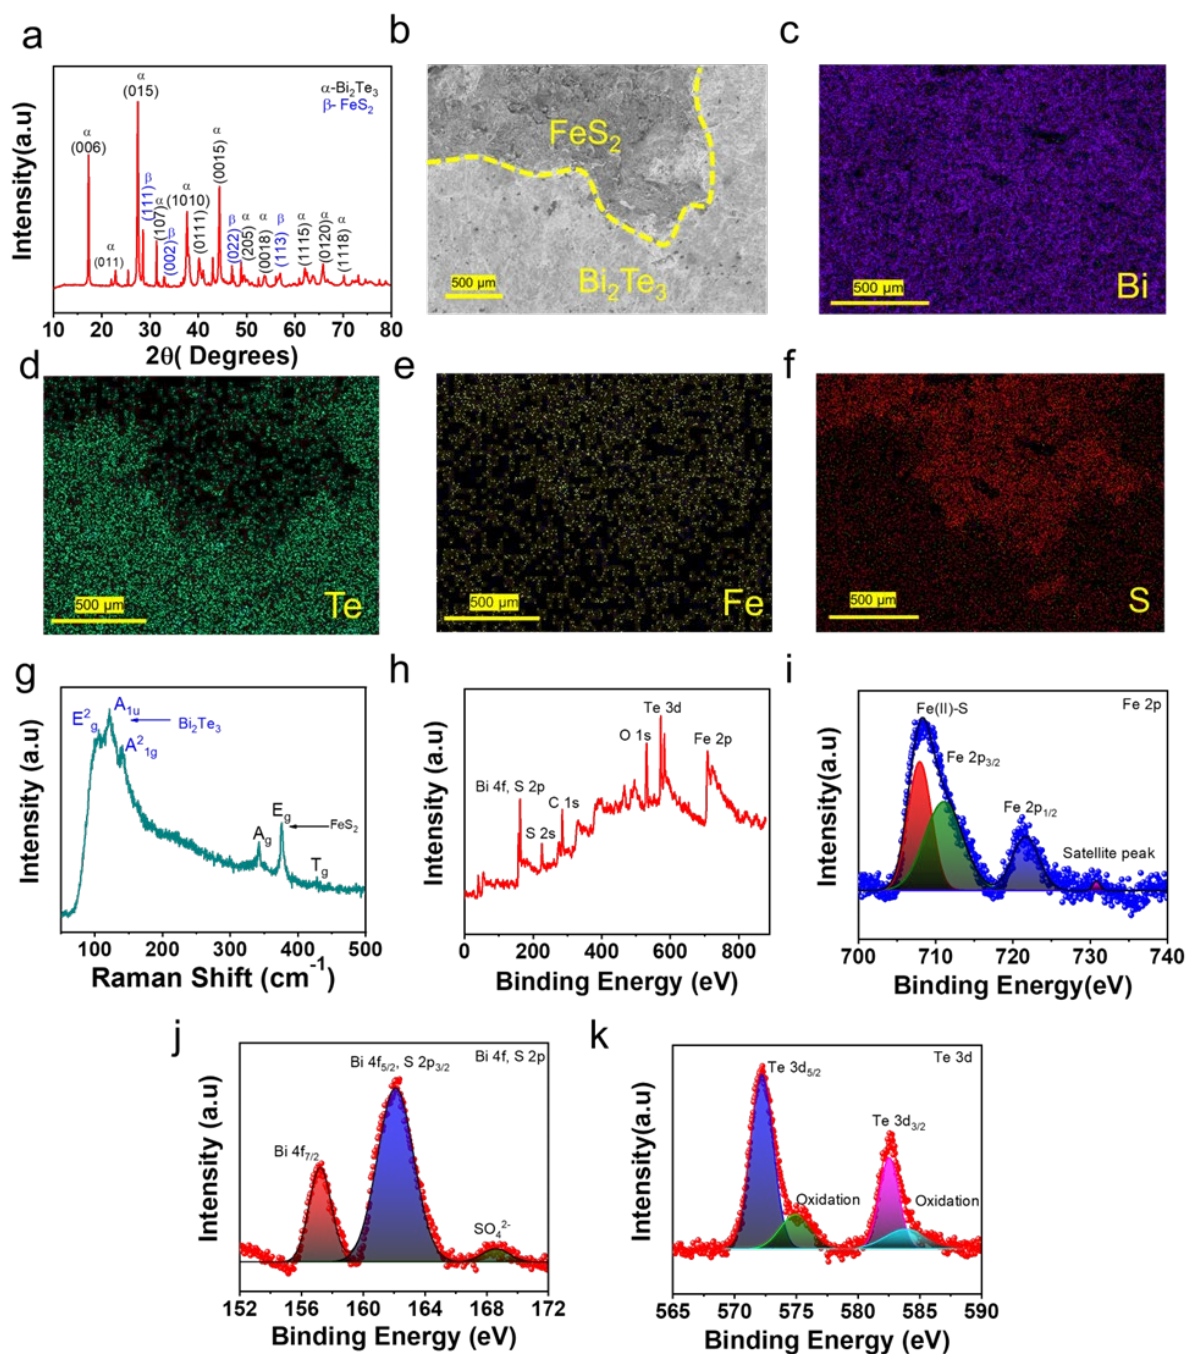 a
α-Bi₂Te₃
β- FeS₂
α
(006)
α
(011)
α
(015)
β
(111)
α
(107)
β
(002)
α
(1010)
(0111)
α
(0015)
β
(022)
α
(205)
α
(0018)
β
(113)
α
(1115)
α
(0120)
α
(1118)
Intensity(a.u)
10 20 30 40 50 60 70 80
2θ( Degrees)
b
FeS₂
Bi₂Te₃
500 µm
c
500 µm
Bi
d
500 µm
Te
e
500 µm
Fe
f
500 µm
S
g
E²g
A₁ᵤ
A²₁g
Bi₂Te₃
Ag
Eg
FeS₂
Tg
Intensity (a.u)
100 200 300 400 500
Raman Shift (cm⁻¹)
h
Bi 4f, S 2p
S 2s
C 1s
O 1s
Te 3d
Fe 2p
Intensity (a.u)
0 200 400 600 800
Binding Energy (eV)
i
Fe 2p
Fe(II)-S
Fe 2p₃/₂
Fe 2p₁/₂
Satellite peak
Intensity(a.u)
700 710 720 730 740
Binding Energy(eV)
j
Bi 4f, S 2p
Bi 4f₅/₂, S 2p₃/₂
Bi 4f₇/₂
SO₄²⁻
Intensity (a.u)
152 156 160 164 168 172
Binding Energy (eV)
k
Te 3d
Te 3d₅/₂
Te 3d₃/₂
Oxidation
Oxidation
Intensity(a.u)
565 570 575 580 585 590
Binding Energy (eV)